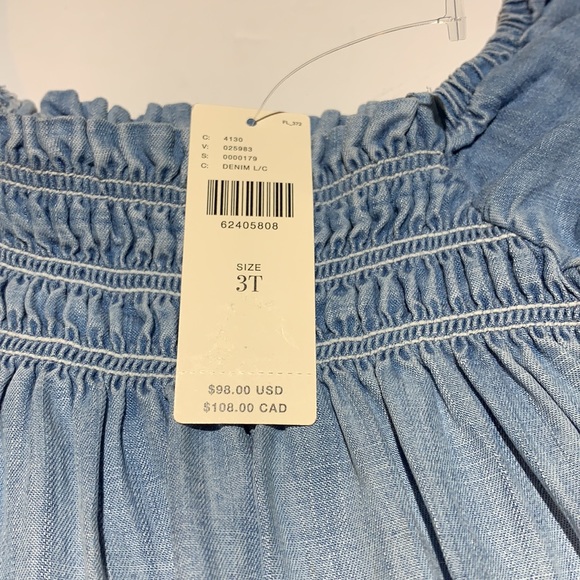 C: 4130
V: 025983
S: 0000179
C: DENIM L/C
62405808
SIZE
3T
$98.00 USD
$108.00 CAD